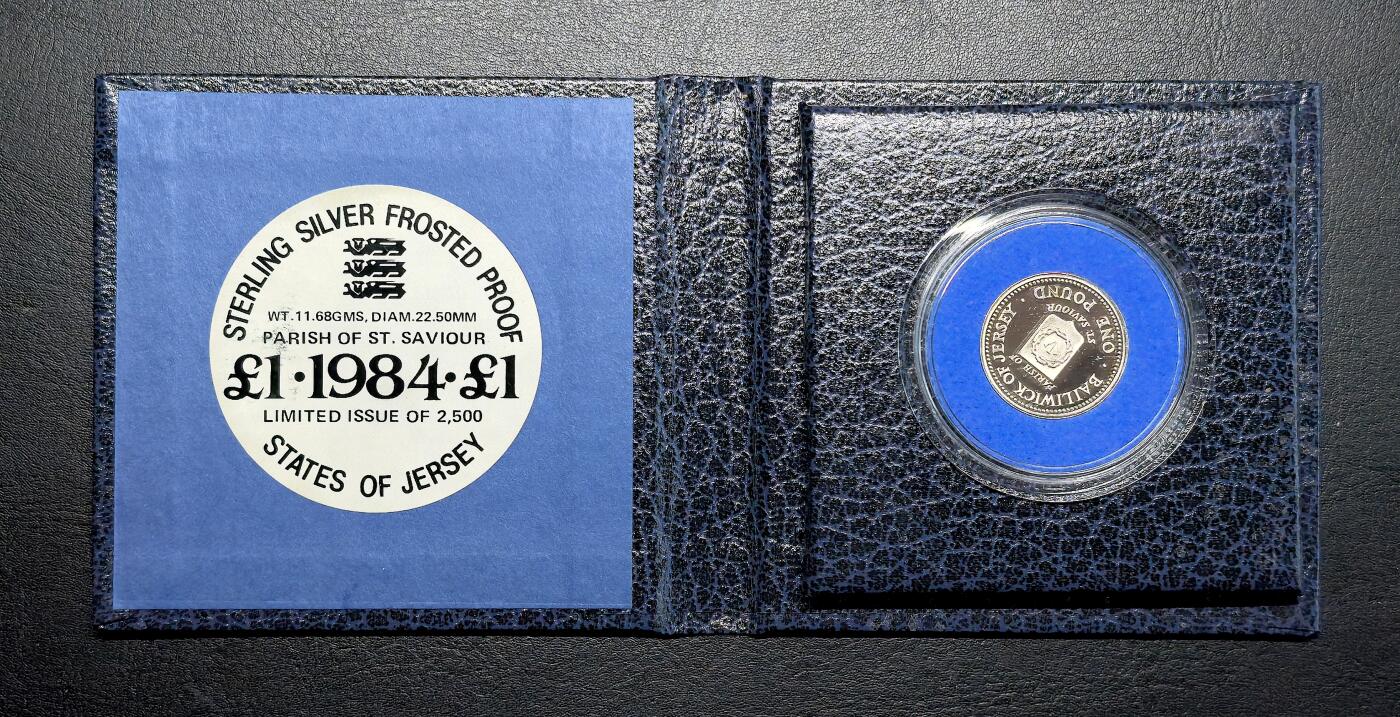 STERLING SILVER FROSTED PROOF
WT.11.68GMS, DIAM.22.50MM
PARISH OF ST. SAVIOUR
£1·1984·£1
LIMITED ISSUE OF 2,500
STATES OF JERSEY
BAILIWICK OF JERSEY · ONE POUND ·
PARISH OF ST SAVIOUR